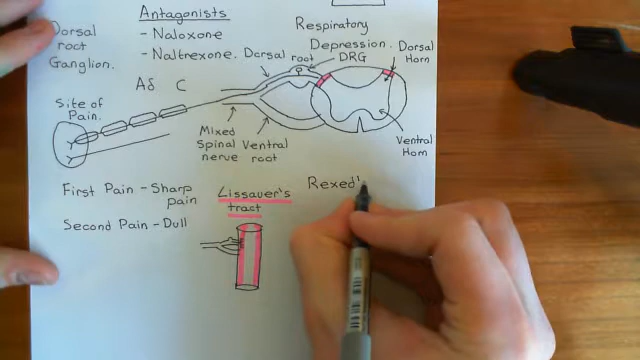 Dorsal
root
Ganglion.
Antagonists
- Naloxone
- Naltrexone.
Respiratory
Depression.
Dorsal root
DRG
Dorsal
Horn
Aδ C
Site of
Pain.
Mixed
Spinal
nerve
Ventral
root
Ventral
Horn
First Pain - Sharp
pain
Second Pain - Dull
Lissauer's
tract
Rexed'